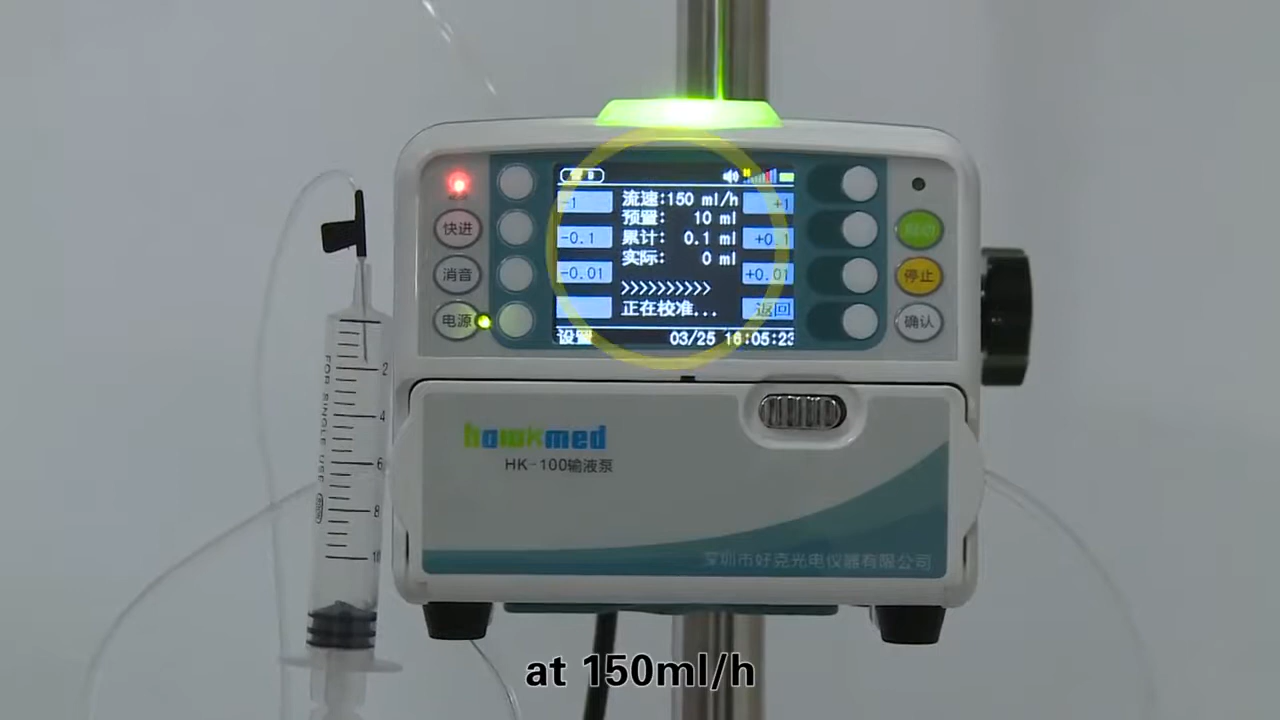 流速:150 ml/h
预置: 10 ml
累计: 0.1 ml
实际: 0 ml
>>>>>>>>>>
正在校准...
-1
-0.1
-0.01
+1
+0.1
+0.01
返回
设置
03/25 16:05:23
快进
消音
电源
启动
停止
确认
FOR SINGLE USE
2
4
6
8
10
hawkmed
HK-100输液泵
深圳市好克光电仪器有限公司
at 150ml/h